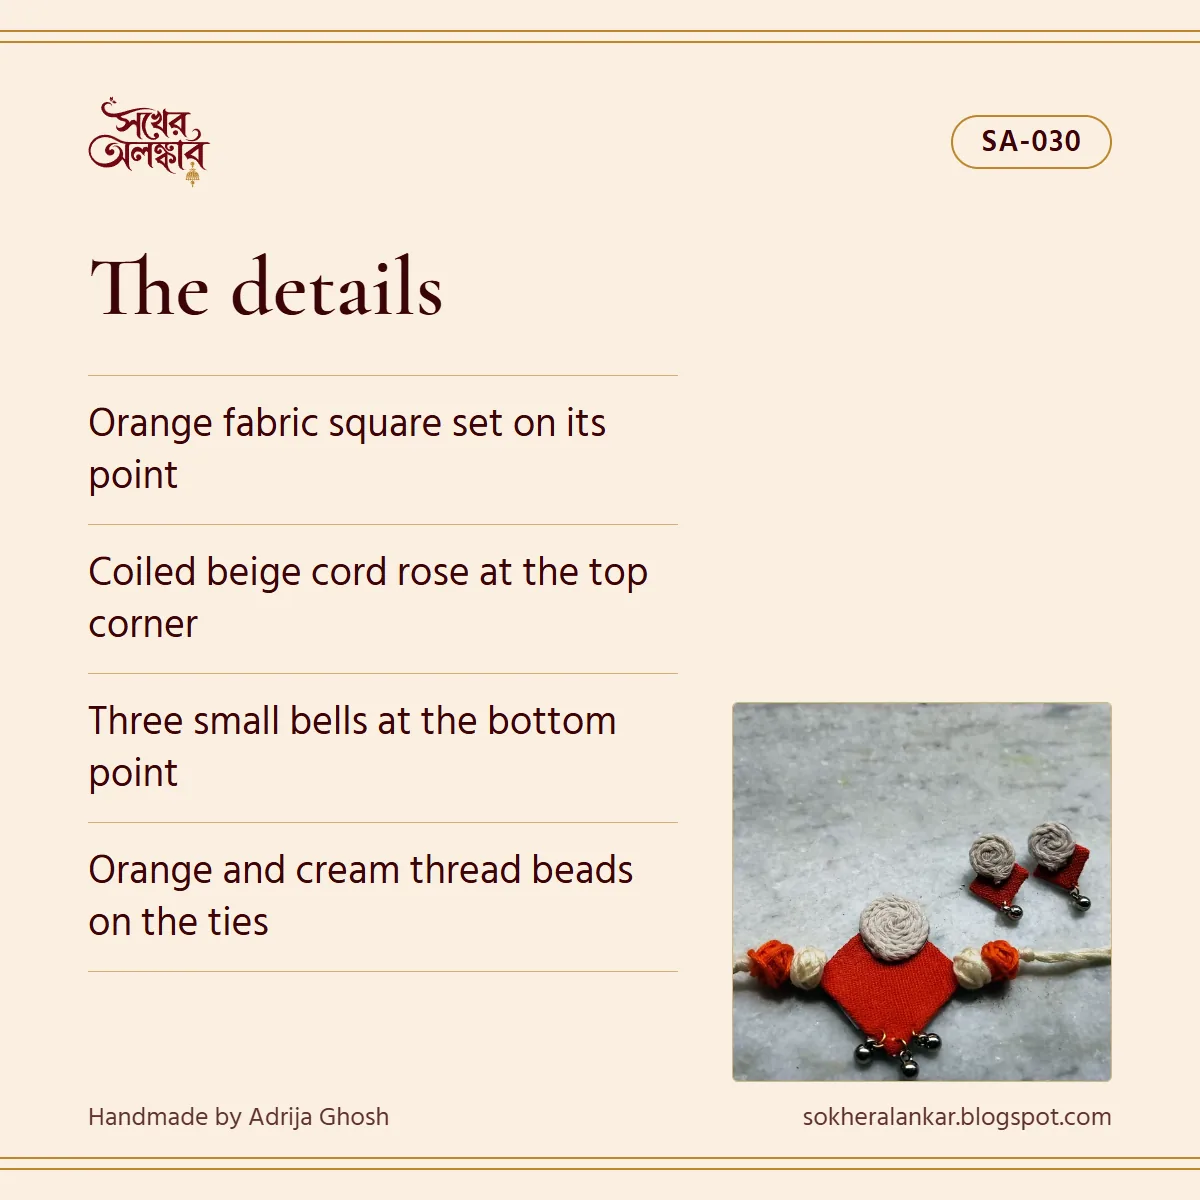 সখের
অলঙ্কার
SA-030
The details
Orange fabric square set on its
point
Coiled beige cord rose at the top
corner
Three small bells at the bottom
point
Orange and cream thread beads
on the ties
Handmade by Adrija Ghosh
sokheralankar.blogspot.com